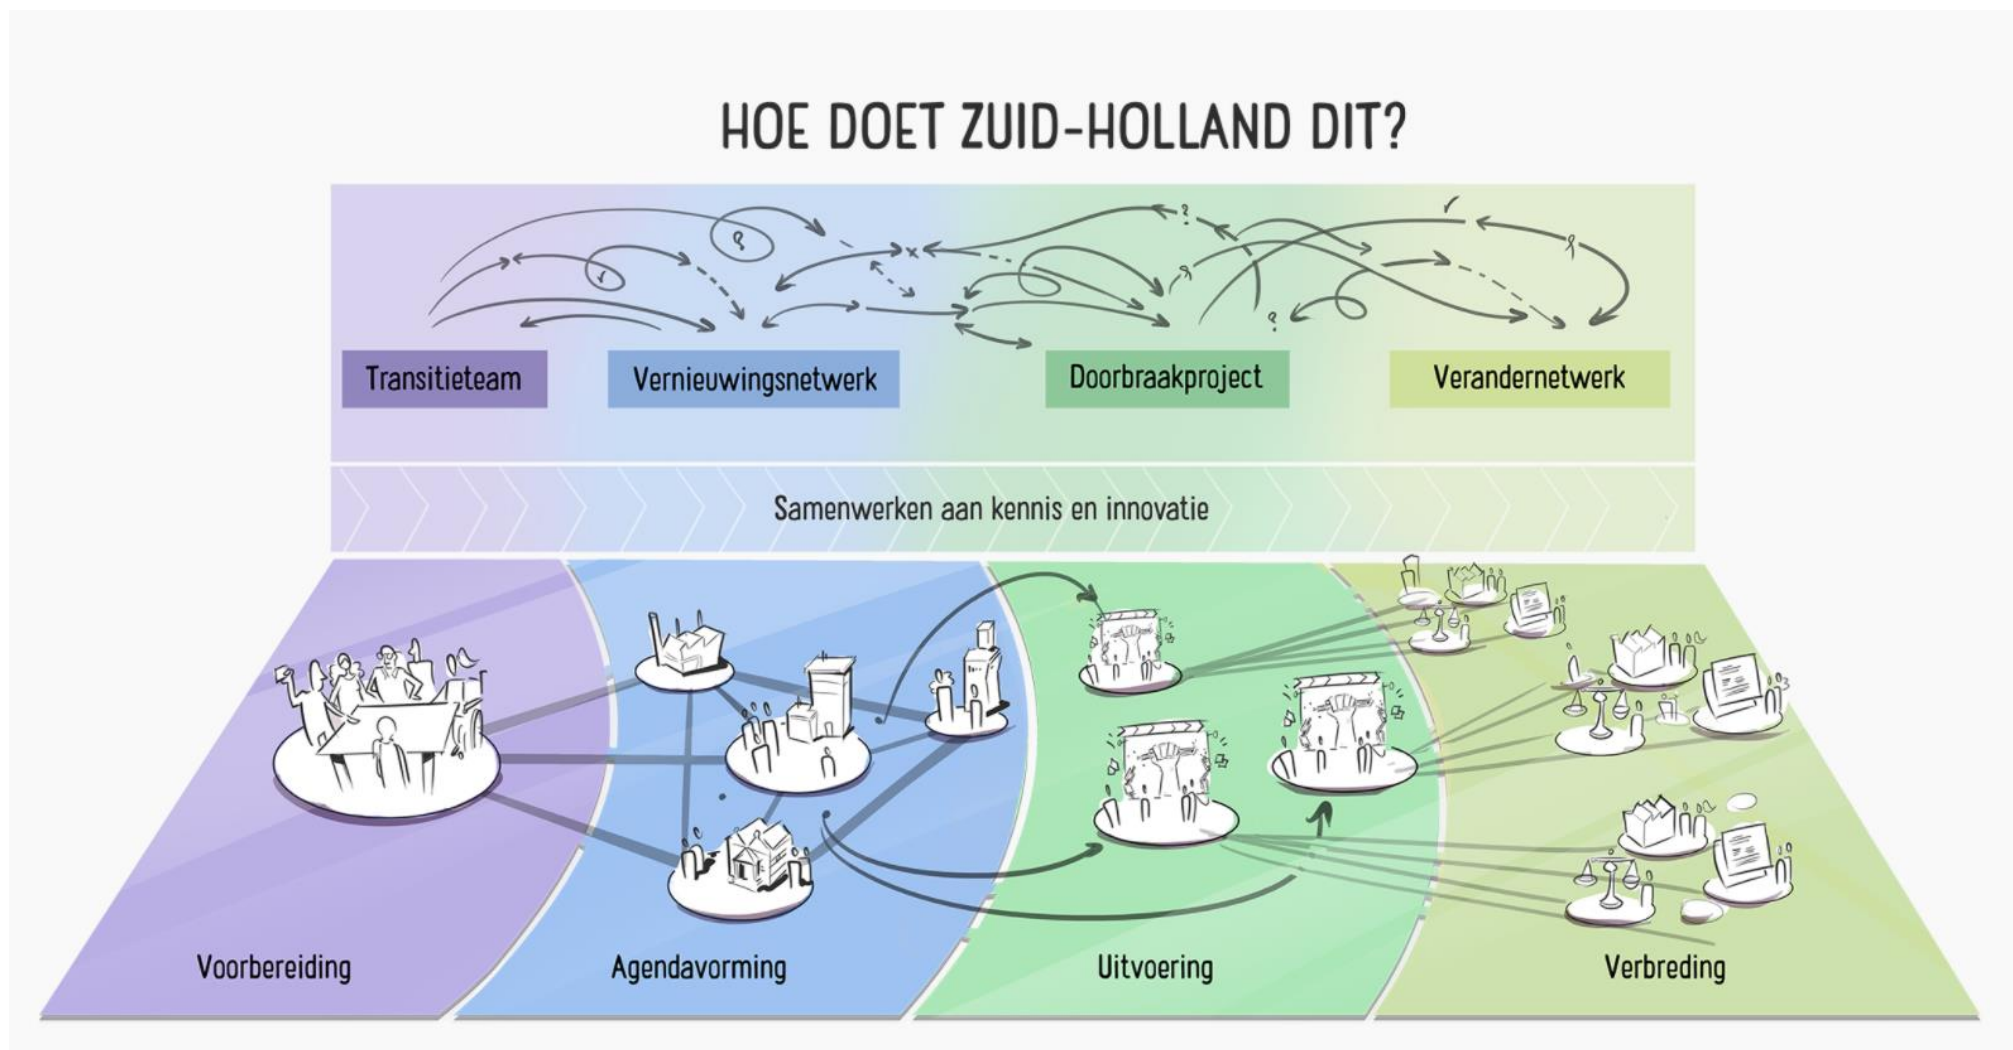 HOE DOET ZUID-HOLLAND DIT?
Transitieteam
Vernieuwingsnetwerk
Doorbraakproject
Verandernetwerk
Samenwerken aan kennis en innovatie
Voorbereiding
Agendavorming
Uitvoering
Verbreding